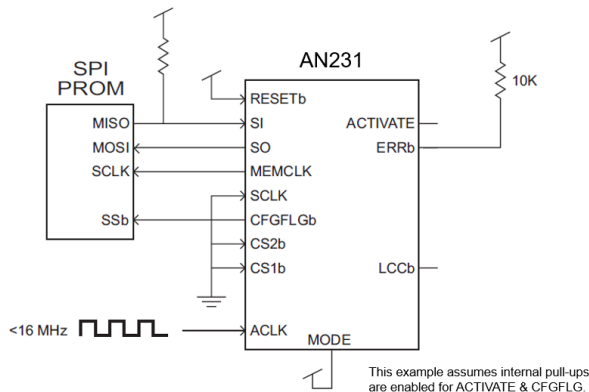 AN231
SPI
PROM
10K
RESETb
MISO
SI
ACTIVATE
MOSI
SO
ERRb
SCLK
MEMCLK
SCLK
SSb
CFGFLGb
CS2b
CS1b
LCCb
<16 MHz
ACLK
MODE
This example assumes internal pull-ups
are enabled for ACTIVATE & CFGFLG.